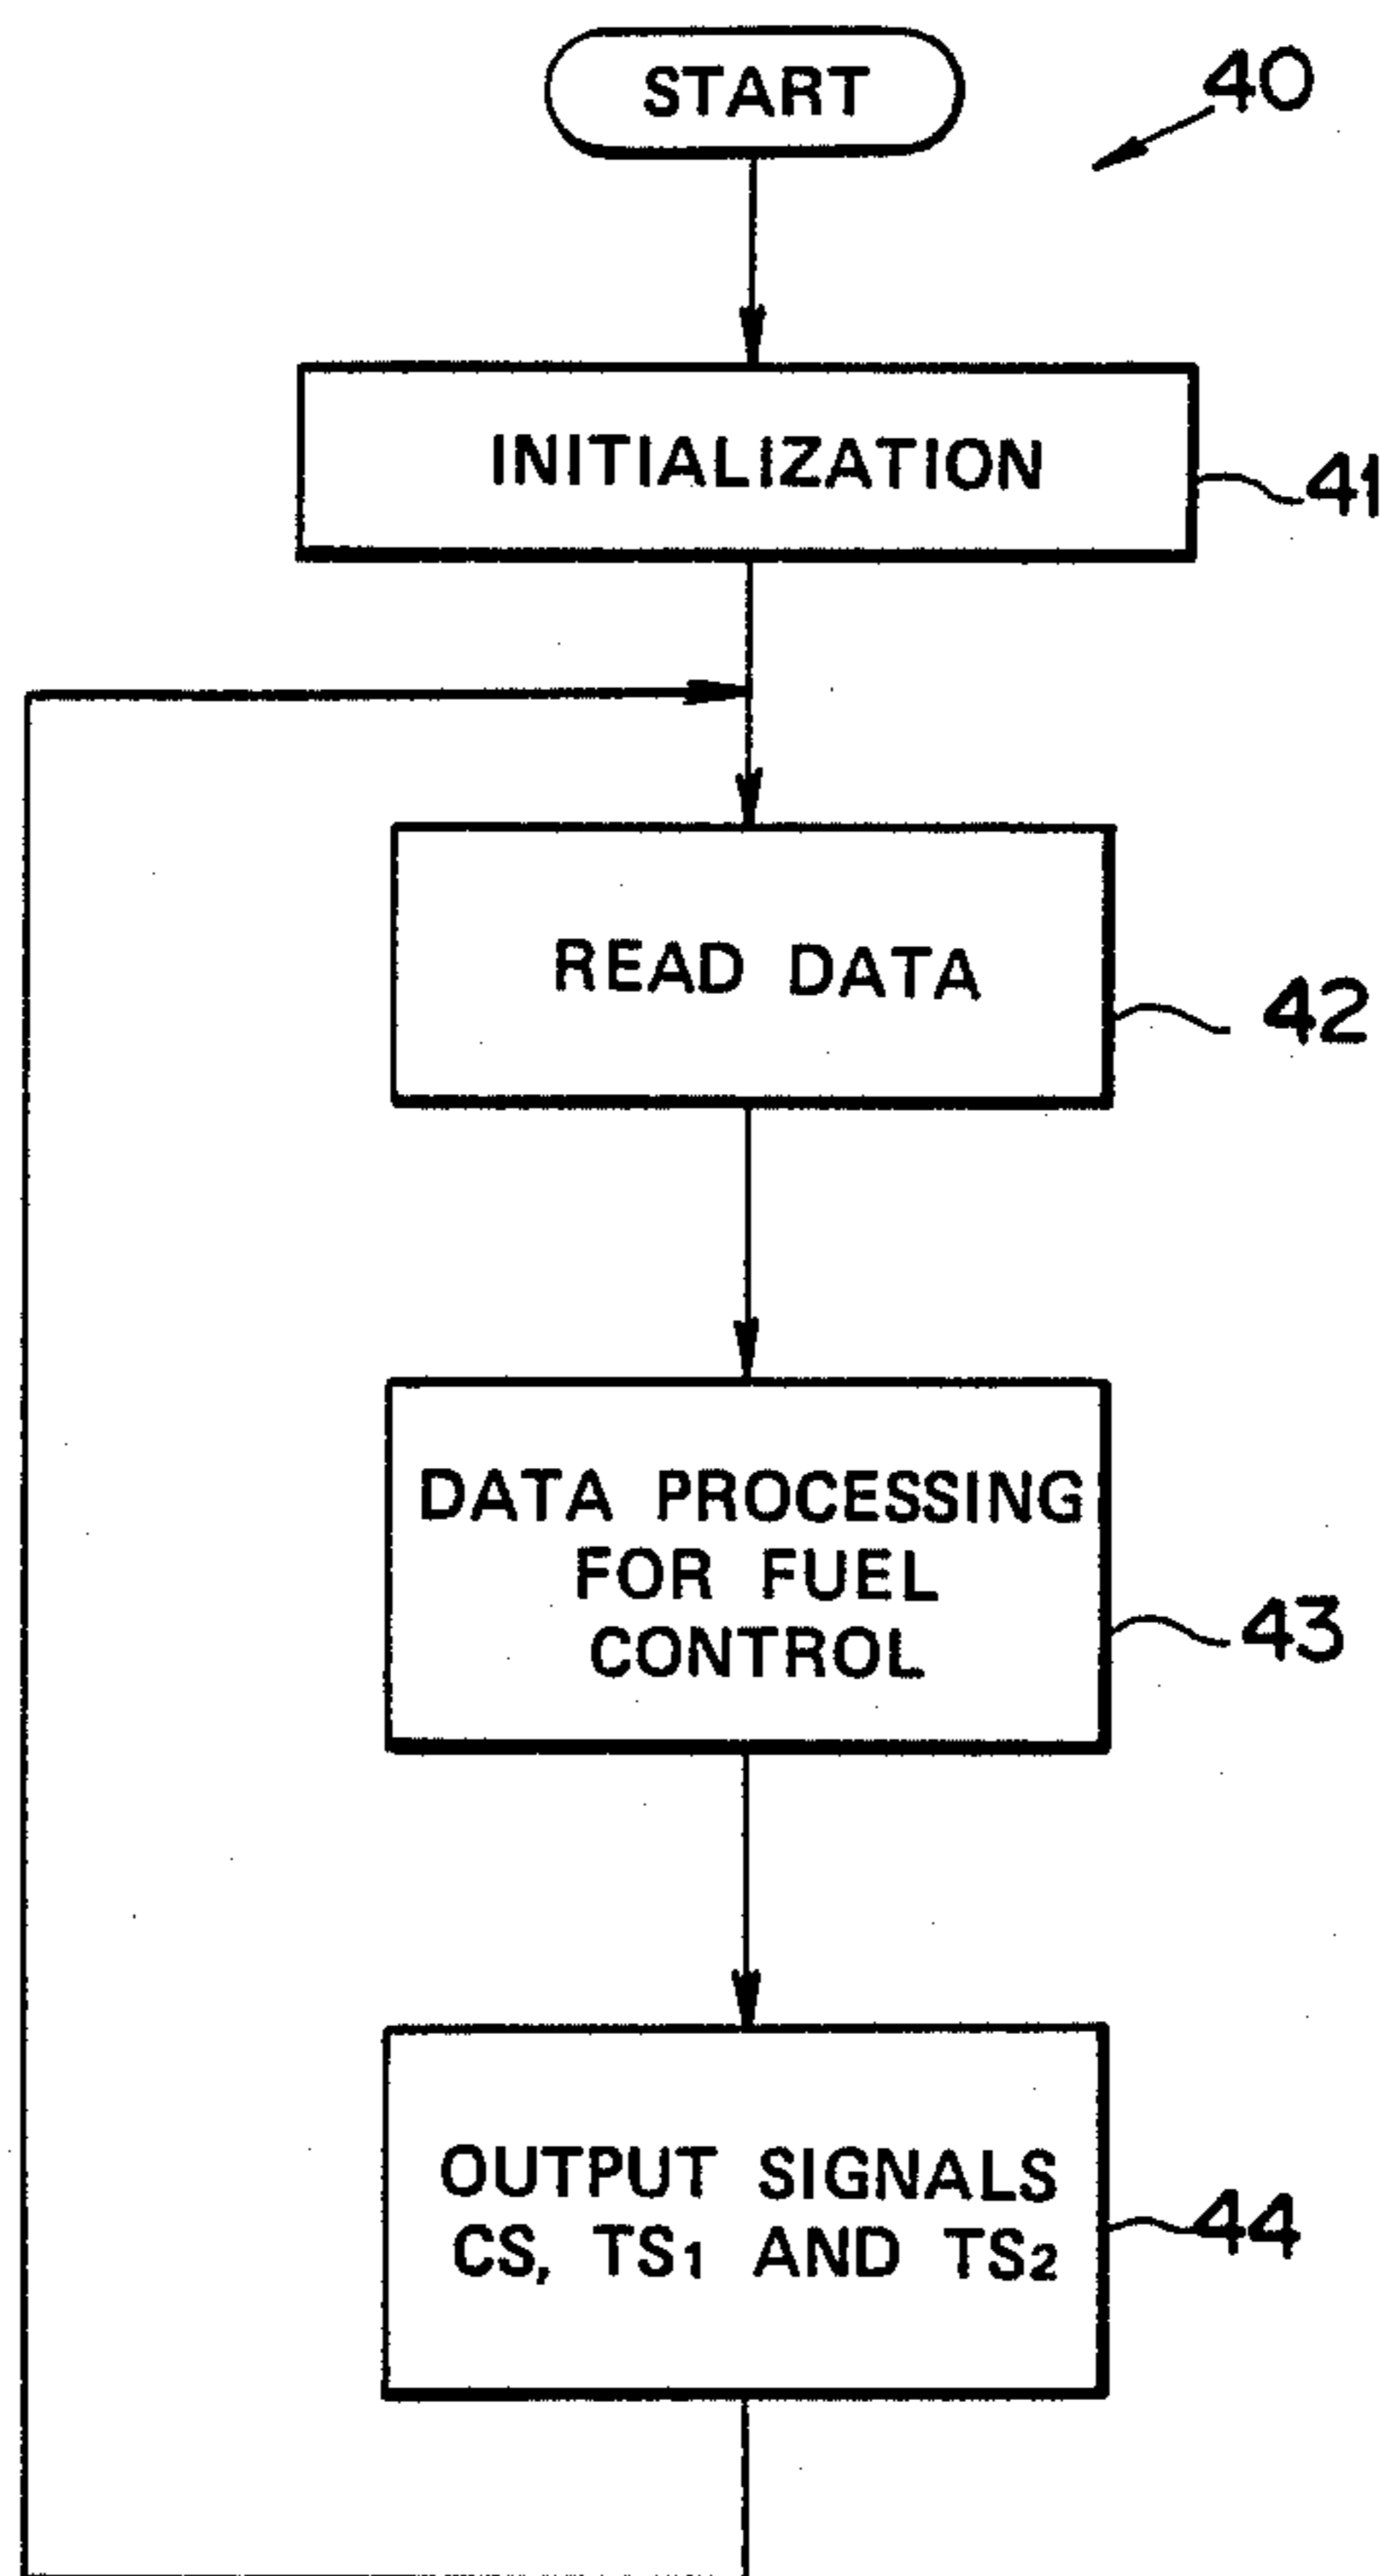 START
40
INITIALIZATION
41
READ DATA
42
DATA PROCESSING
FOR FUEL
CONTROL
43
OUTPUT SIGNALS
CS, TS1 AND TS2
44